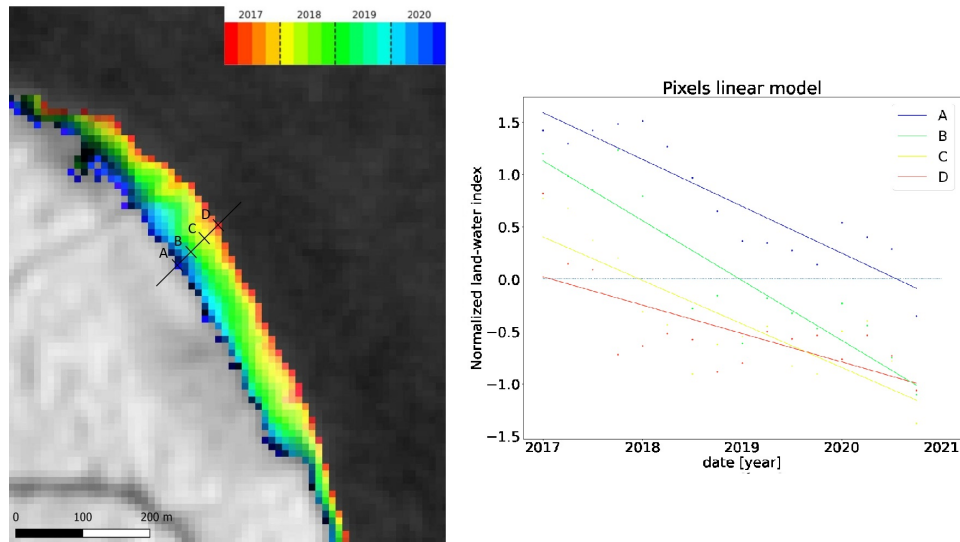 2017 2018 2019 2020
D
C
B
A
0 100 200 m
Pixels linear model
A
B
C
D
Normalized land-water index
1.5
1.0
0.5
0.0
−0.5
−1.0
−1.5
2017 2018 2019 2020 2021
date [year]